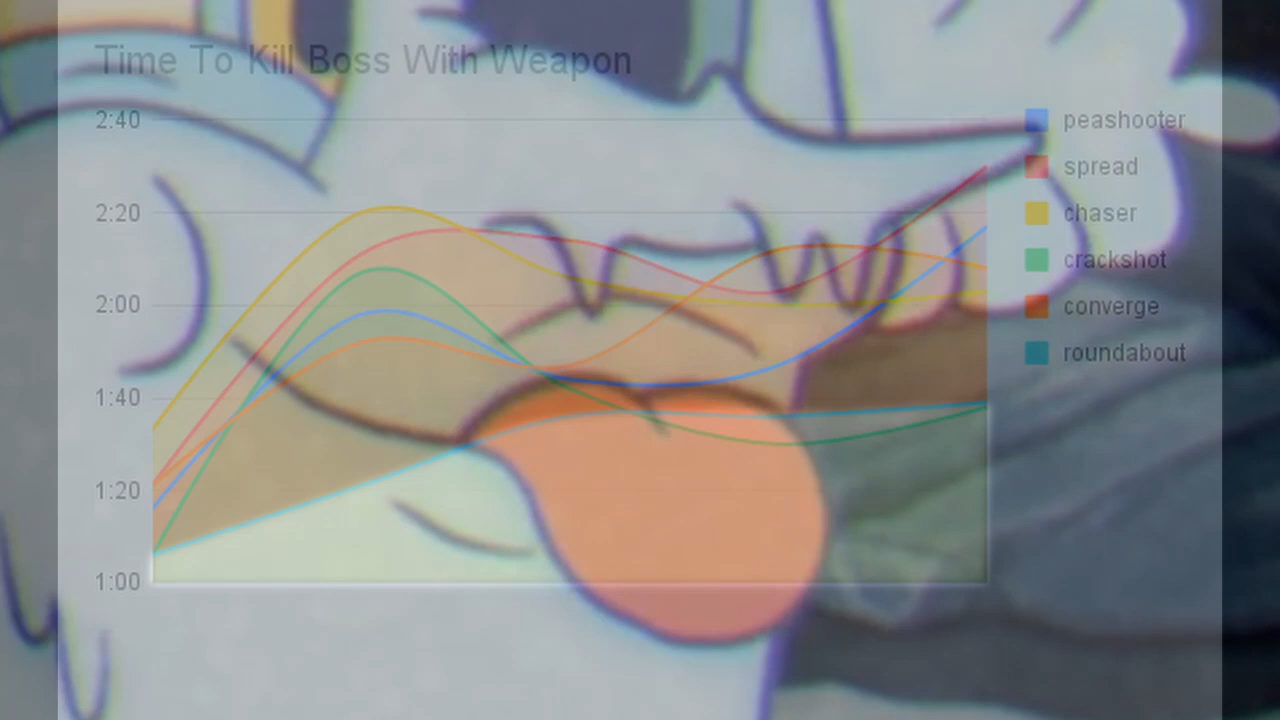 Time To Kill Boss With Weapon
2:40
2:20
2:00
1:40
1:20
1:00
peashooter
spread
chaser
crackshot
converge
roundabout